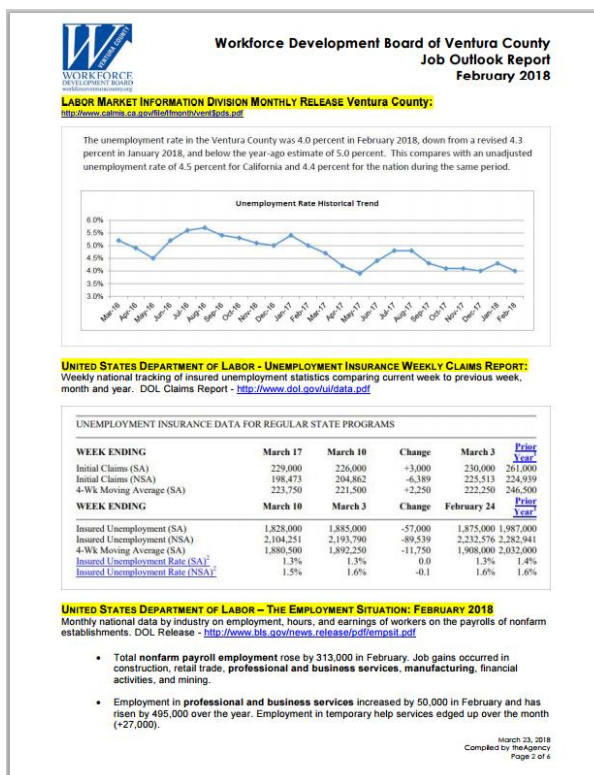 VENTURA COUNTY
WORKFORCE
DEVELOPMENT BOARD
workforceventuracounty.org
Workforce Development Board of Ventura County
Job Outlook Report
February 2018
LABOR MARKET INFORMATION DIVISION MONTHLY RELEASE Ventura County:
http://www.calmis.ca.gov/file/lfmonth/vent$pds.pdf
The unemployment rate in the Ventura County was 4.0 percent in February 2018, down from a revised 4.3
percent in January 2018, and below the year-ago estimate of 5.0 percent. This compares with an unadjusted
unemployment rate of 4.5 percent for California and 4.4 percent for the nation during the same period.
Unemployment Rate Historical Trend
6.0%
5.5%
5.0%
4.5%
4.0%
3.5%
3.0%
Mar-16 Apr-16 May-16 Jun-16 Jul-16 Aug-16 Sep-16 Oct-16 Nov-16 Dec-16 Jan-17 Feb-17 Mar-17 Apr-17 May-17 Jun-17 Jul-17 Aug-17 Sep-17 Oct-17 Nov-17 Dec-17 Jan-18 Feb-18
UNITED STATES DEPARTMENT OF LABOR - UNEMPLOYMENT INSURANCE WEEKLY CLAIMS REPORT:
Weekly national tracking of insured unemployment statistics comparing current week to previous week,
month and year. DOL Claims Report - http://www.dol.gov/ui/data.pdf
UNEMPLOYMENT INSURANCE DATA FOR REGULAR STATE PROGRAMS
WEEK ENDING March 17 March 10 Change March 3 Prior Year1
Initial Claims (SA) 229,000 226,000 +3,000 230,000 261,000
Initial Claims (NSA) 198,473 204,862 -6,389 225,513 224,939
4-Wk Moving Average (SA) 223,750 221,500 +2,250 222,250 246,500
WEEK ENDING March 10 March 3 Change February 24 Prior Year1
Insured Unemployment (SA) 1,828,000 1,885,000 -57,000 1,875,000 1,987,000
Insured Unemployment (NSA) 2,104,251 2,193,790 -89,539 2,232,576 2,282,941
4-Wk Moving Average (SA) 1,880,500 1,892,250 -11,750 1,908,000 2,032,000
Insured Unemployment Rate (SA)2 1.3% 1.3% 0.0 1.3% 1.4%
Insured Unemployment Rate (NSA)2 1.5% 1.6% -0.1 1.6% 1.6%
UNITED STATES DEPARTMENT OF LABOR – THE EMPLOYMENT SITUATION: FEBRUARY 2018
Monthly national data by industry on employment, hours, and earnings of workers on the payrolls of nonfarm
establishments. DOL Release - http://www.bls.gov/news.release/pdf/empsit.pdf
• Total nonfarm payroll employment rose by 313,000 in February. Job gains occurred in
construction, retail trade, professional and business services, manufacturing, financial
activities, and mining.
• Employment in professional and business services increased by 50,000 in February and has
risen by 495,000 over the year. Employment in temporary help services edged up over the month
(+27,000).
March 23, 2018
Compiled by theAgency
Page 2 of 6